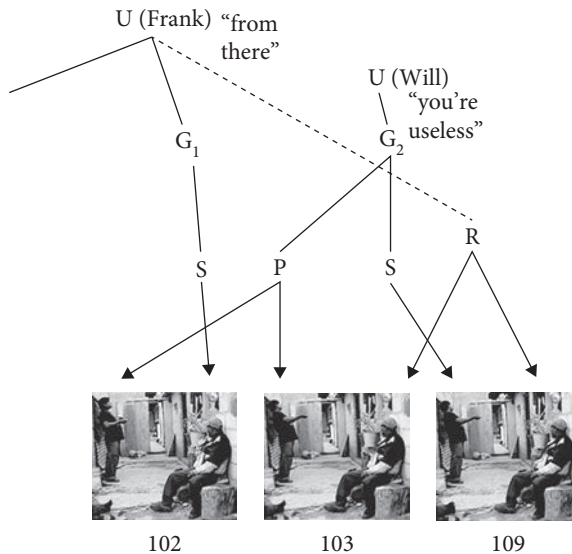 U (Frank) "from
there"
U (Will)
"you're
useless"
G₁
G₂
R
S
P
S
102
103
109